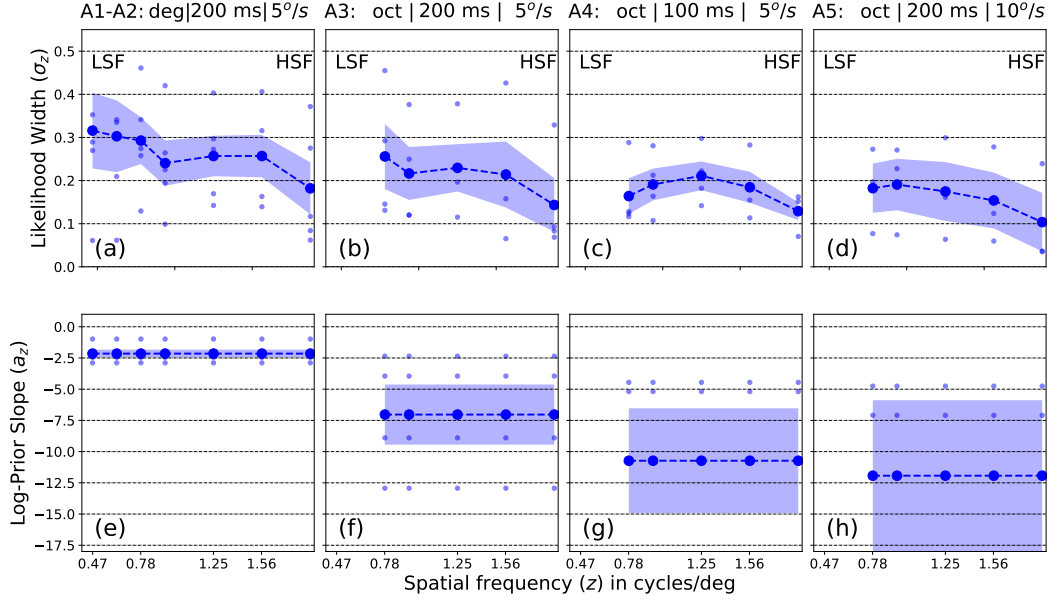 A1-A2: deg|200 ms|5°/s
A3: oct | 200 ms | 5°/s
A4: oct | 100 ms | 5°/s
A5: oct | 200 ms | 10°/s
Likelihood Width (σz)
0.5
0.4
0.3
0.2
0.1
0.0
LSF HSF
(a)
LSF HSF
(b)
LSF HSF
(c)
LSF HSF
(d)
Log-Prior Slope (az)
0.0
−2.5
−5.0
−7.5
−10.0
−12.5
−15.0
−17.5
(e)
(f)
(g)
(h)
0.47 0.78 1.25 1.56
0.47 0.78 1.25 1.56
0.47 0.78 1.25 1.56
0.47 0.78 1.25 1.56
Spatial frequency (z) in cycles/deg